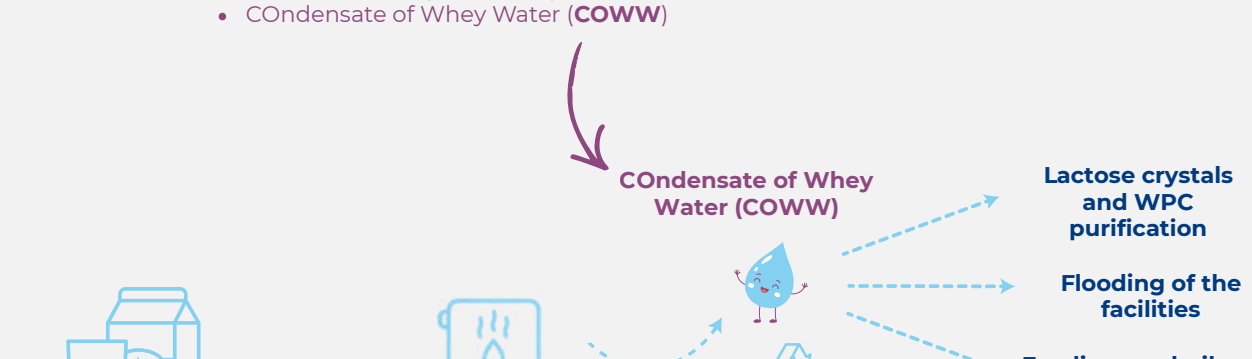 • COndensate of Whey Water (COWW)
COndensate of Whey
Water (COWW)
Lactose crystals
and WPC
purification
Flooding of the
facilities